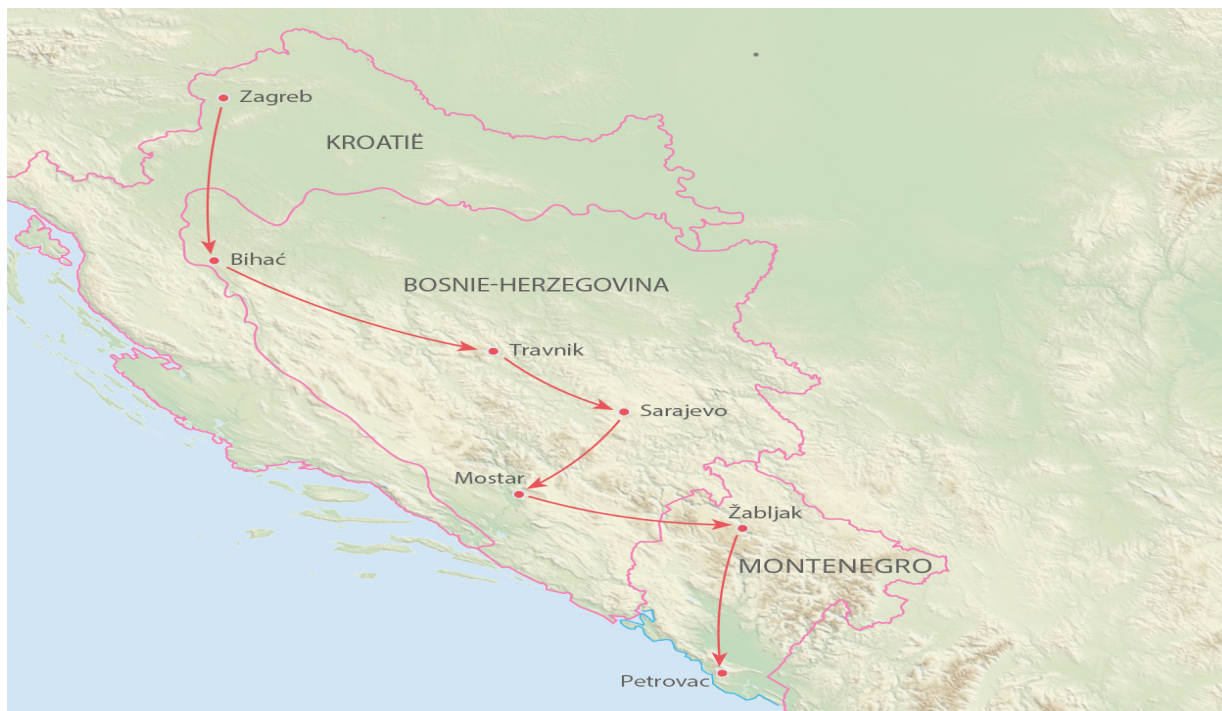 Zagreb
KROATIË
Bihać
BOSNIE-HERZEGOVINA
Travnik
Sarajevo
Mostar
Žabljak
MONTENEGRO
Petrovac